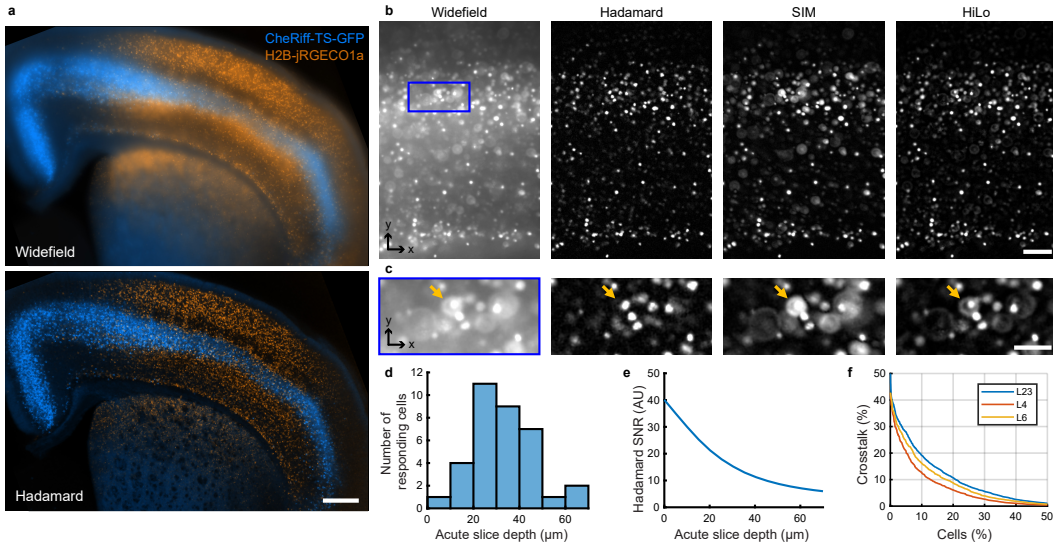 a
CheRiff-TS-GFP
H2B-jRGECO1a
Widefield
Hadamard
b
Widefield
Hadamard
SIM
HiLo
y
x
c
y
x
d
Number of
responding cells
12
10
8
6
4
2
0
0
20
40
60
Acute slice depth (µm)
e
Hadamard SNR (AU)
50
40
30
20
10
0
0
20
40
60
Acute slice depth (µm)
f
Crosstalk (%)
50
40
30
20
10
0
L23
L4
L6
0
10
20
30
40
50
Cells (%)